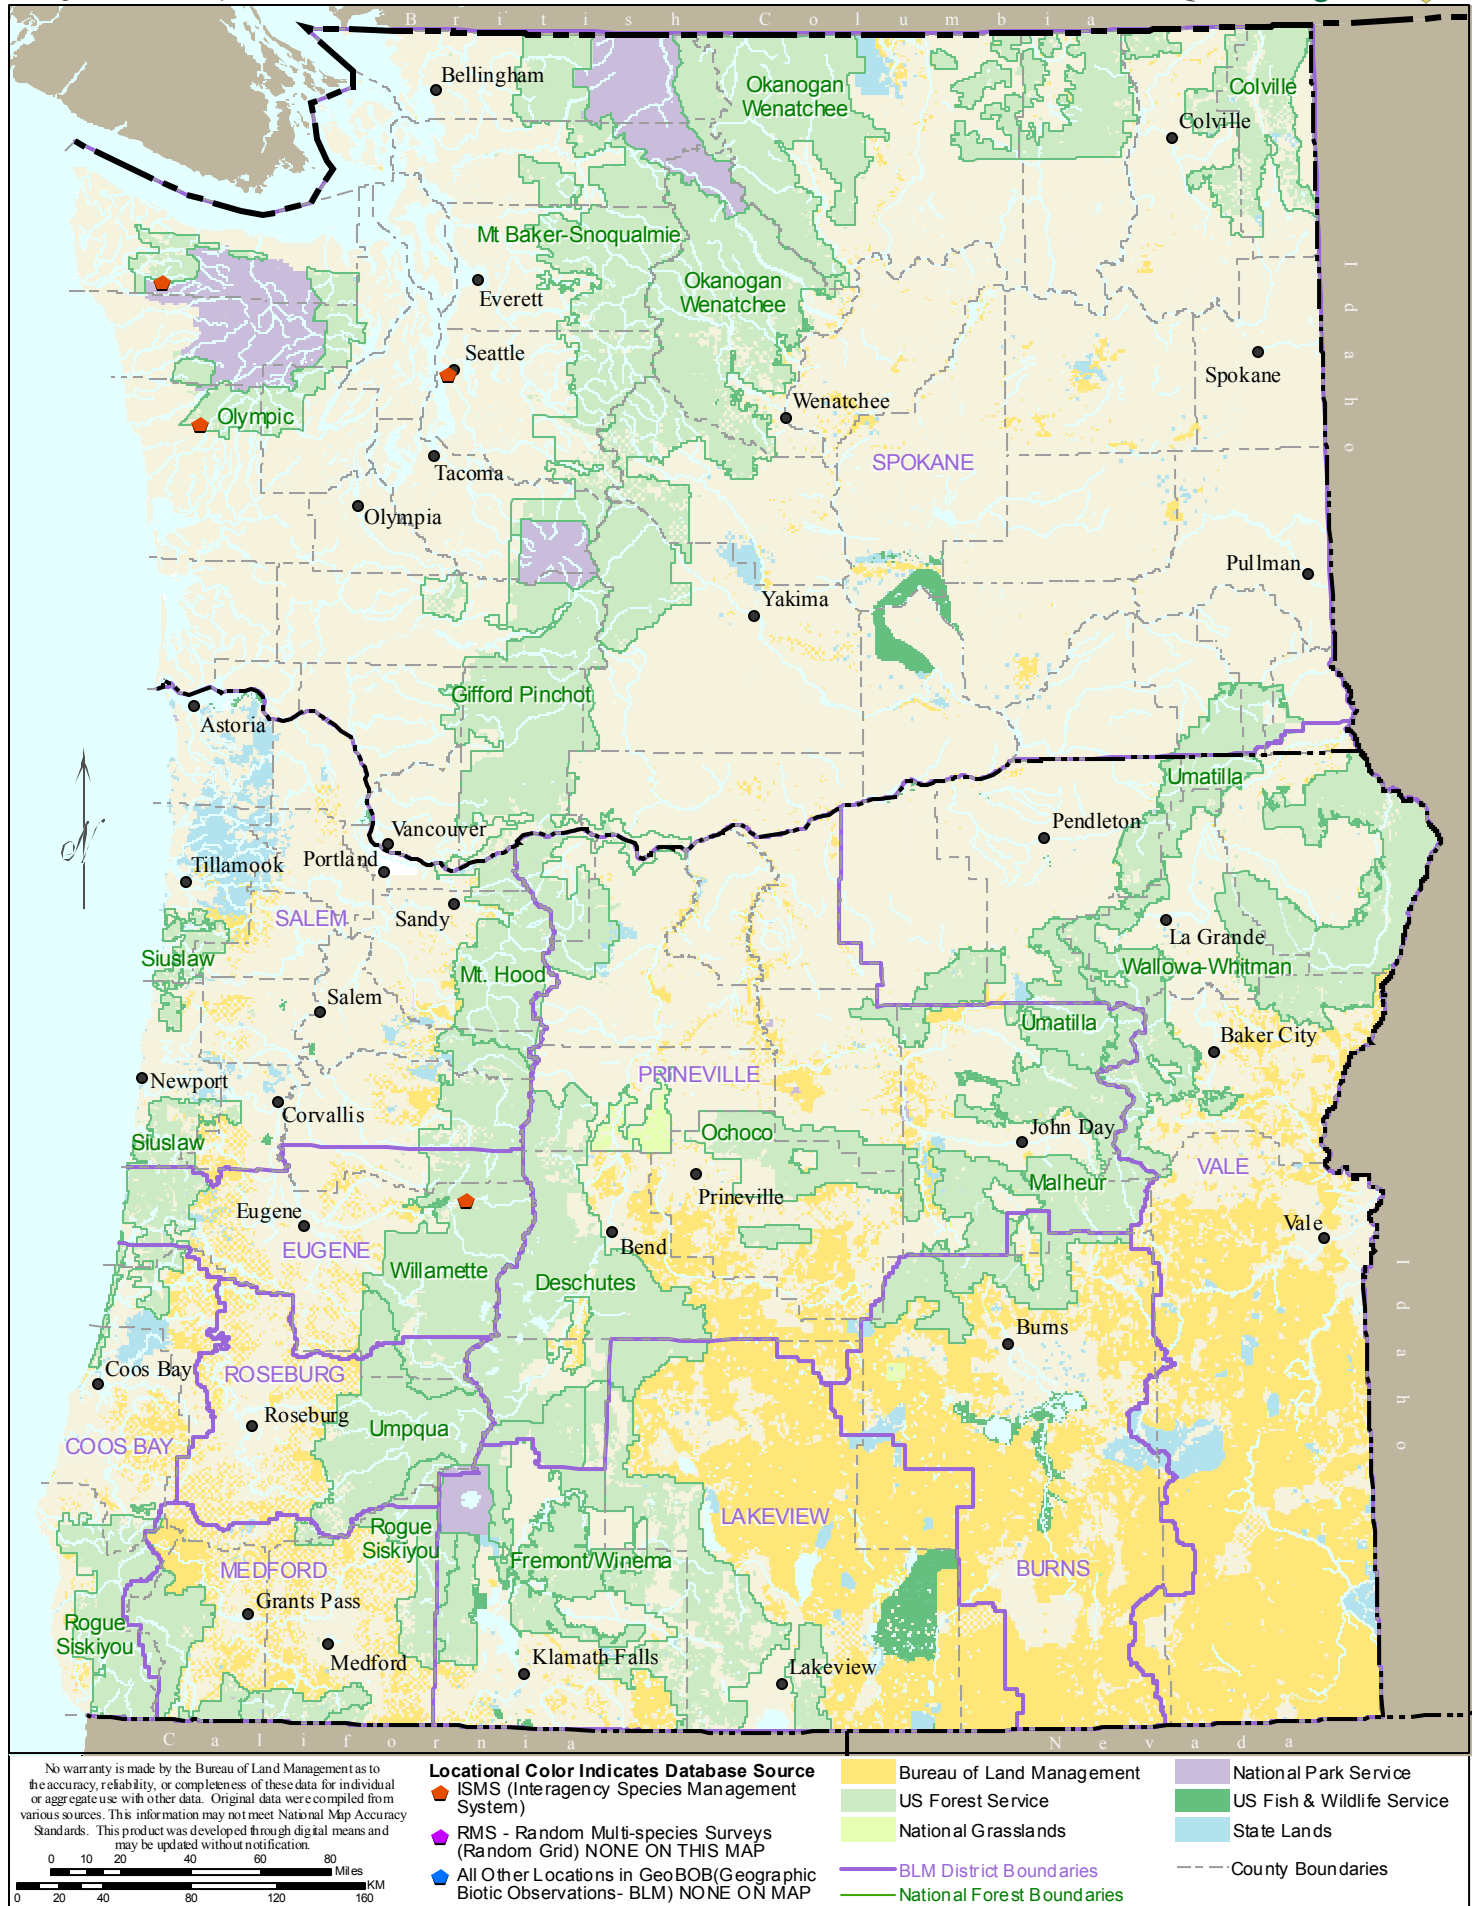 British Columbia
Bellingham
Okanogan
Wenatchee
Colville
Colville
Mt Baker-Snoqualmie
Okanogan
Wenatchee
Everett
Idaho
Seattle
Spokane
Wenatchee
Olympic
SPOKANE
Tacoma
Olympia
Pullman
Yakima
Gifford Pinchot
Astoria
Umatilla
Vancouver
Pendleton
Portland
Tillamook
SALEM
Sandy
La Grande
Siuslaw
Mt. Hood
Wallowa-Whitman
Salem
Umatilla
Baker City
Newport
PRINEVILLE
Corvallis
John Day
Siuslaw
Ochoco
VALE
Malheur
Prineville
Eugene
Vale
EUGENE
Bend
Willamette
Deschutes
Idaho
Burns
Coos Bay
ROSEBURG
Roseburg
Umpqua
COOS BAY
LAKEVIEW
Rogue
Siskiyou
Fremont/Winema
MEDFORD
BURNS
Grants Pass
Rogue
Siskiyou
Medford
Klamath Falls
Lakeview
California
Nevada
No warranty is made by the Bureau of Land Management as to
the accuracy, reliability, or completeness of these data for individual
or aggregate use with other data. Original data were compiled from
various sources. This information may not meet National Map Accuracy
Standards. This product was developed through digital means and
may be updated without notification.
0 10 20 40 60 80
Miles
KM
0 20 40 80 120 160
Locational Color Indicates Database Source
ISMS (Interagency Species Management
System)
RMS - Random Multi-species Surveys
(Random Grid) NONE ON THIS MAP
All Other Locations in GeoBOB(Geographic
Biotic Observations- BLM) NONE ON MAP
Bureau of Land Management
US Forest Service
National Grasslands
BLM District Boundaries
National Forest Boundaries
National Park Service
US Fish & Wildlife Service
State Lands
County Boundaries